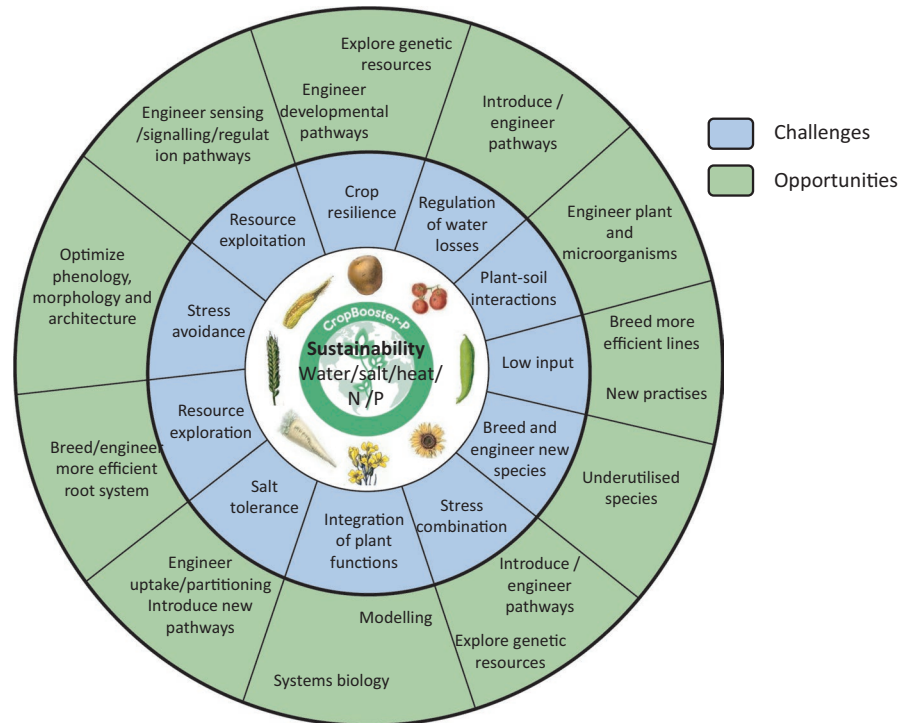 Explore genetic
resources
Engineer
developmental
pathways
Introduce /
engineer
pathways
Engineer plant
and
microorganisms
Breed more
efficient lines
New practises
Underutilised
species
Introduce /
engineer
pathways
Explore genetic
resources
Modelling
Systems biology
Engineer
uptake/partitioning
Introduce new
pathways
Breed/engineer
more efficient
root system
Optimize
phenology,
morphology and
architecture
Engineer sensing
/signalling/regulat
ion pathways
Crop
resilience
Regulation
of water
losses
Plant-soil
interactions
Low input
Breed and
engineer new
species
Stress
combination
Integration
of plant
functions
Salt
tolerance
Resource
exploration
Stress
avoidance
Resource
exploitation
CropBooster-P
Sustainability
Water/salt/heat/
N /P
Challenges
Opportunities